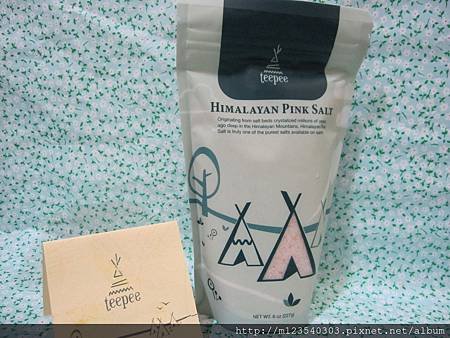 teepee
HIMALAYAN PINK SALT
Originating from salt beds crystalized millions of years
ago deep in the Himalayan Mountains, Himalayan Pink
Salt is truly one of the purest salts available on earth.
NET WT. 8 oz (227g)
teepee
http://m123540303.pixnet.net/album